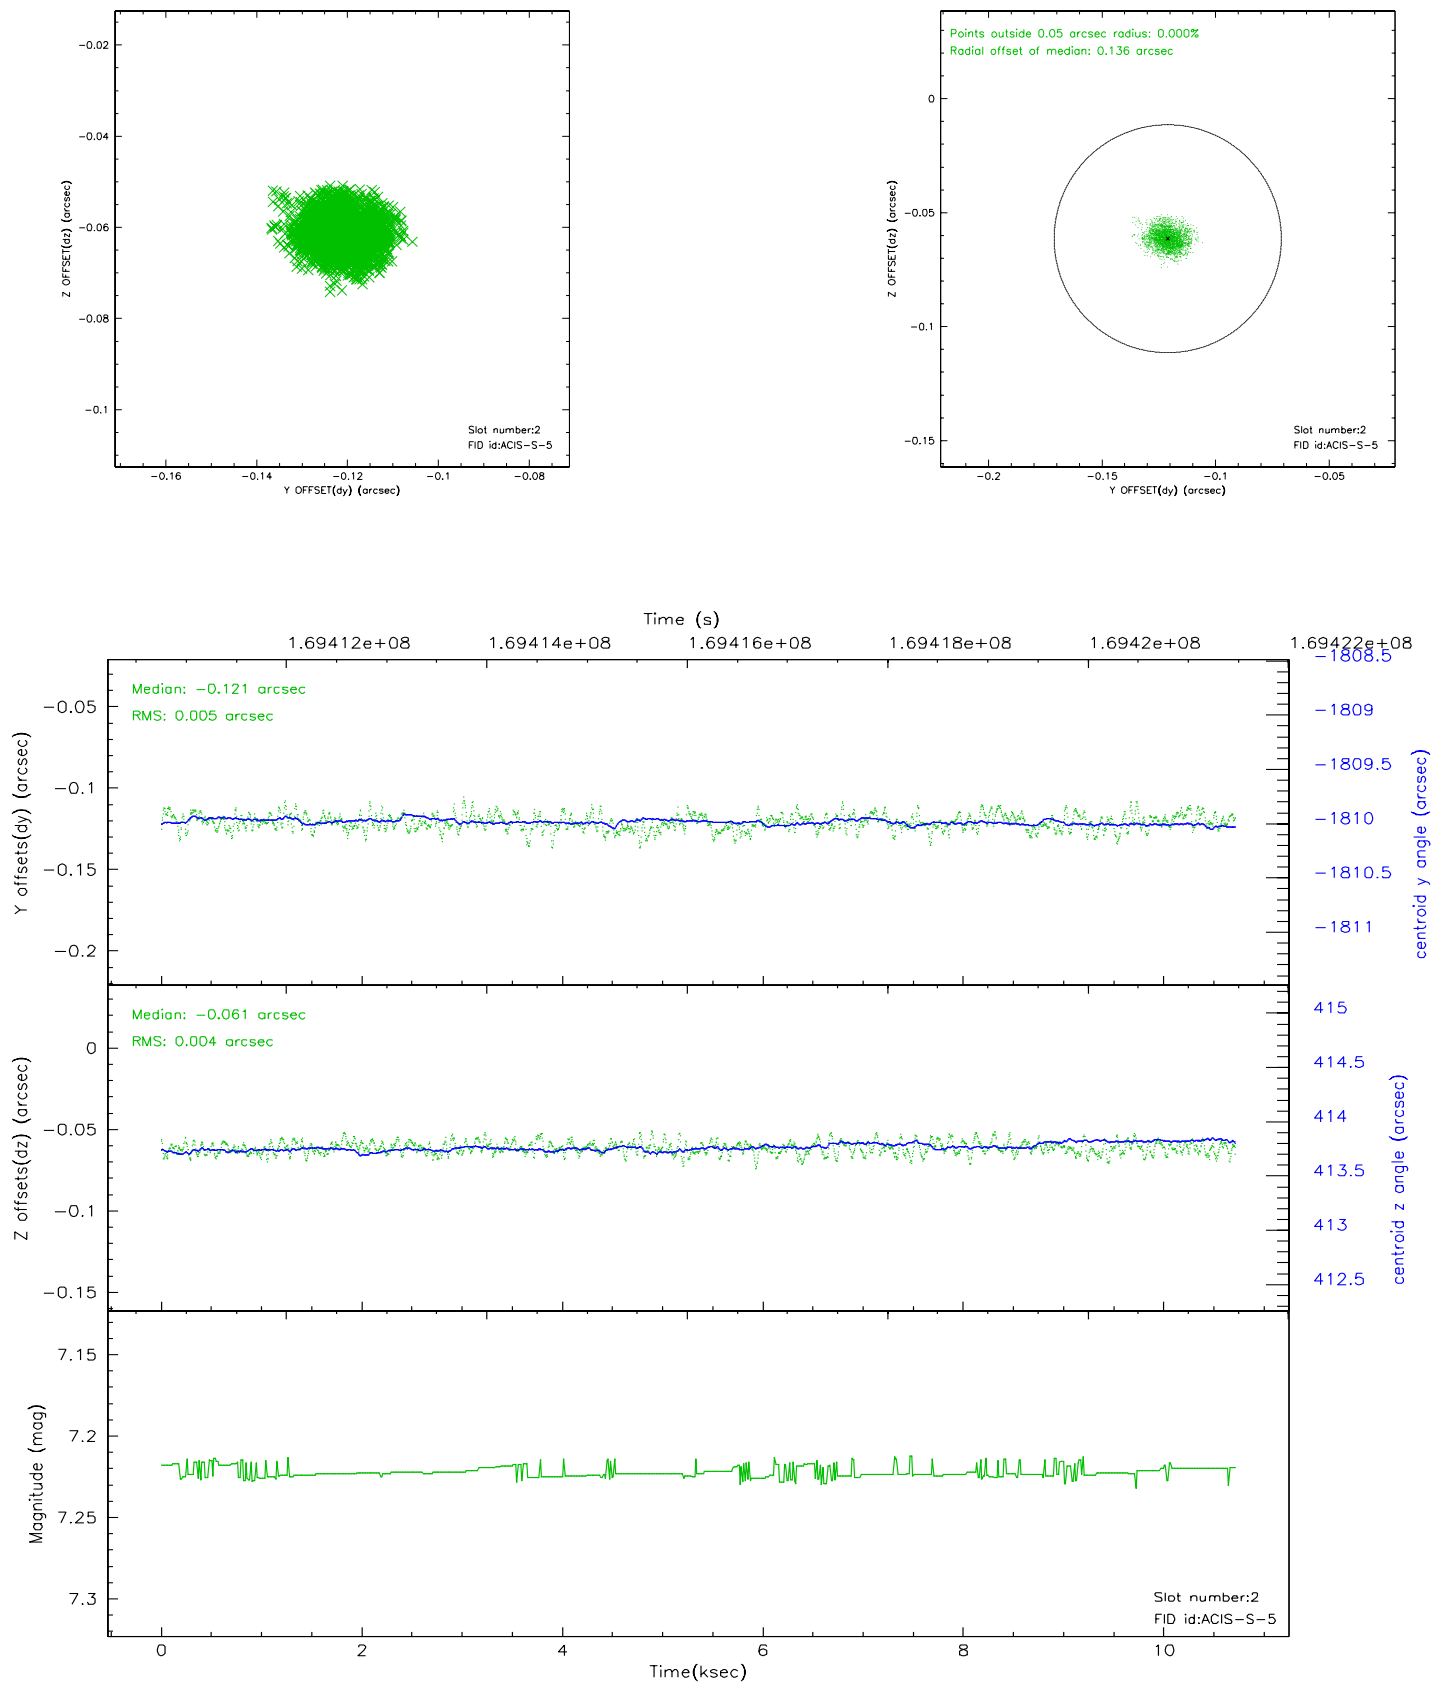 −0.02
−0.04
−0.06
−0.08
−0.1
Z OFFSET(dz) (arcsec)
Slot number:2
FID id:ACIS−S−5
−0.16 −0.14 −0.12 −0.1 −0.08
Y OFFSET(dy) (arcsec)
Points outside 0.05 arcsec radius: 0.000%
Radial offset of median: 0.136 arcsec
0
−0.05
−0.1
−0.15
Z OFFSET(dz) (arcsec)
Slot number:2
FID id:ACIS−S−5
−0.2 −0.15 −0.1 −0.05
Y OFFSET(dy) (arcsec)
Time (s)
1.69412e+08 1.69414e+08 1.69416e+08 1.69418e+08 1.6942e+08 1.69422e+08
Median: −0.121 arcsec
RMS: 0.005 arcsec
−0.05
−0.1
−0.15
−0.2
Y offsets(dy) (arcsec)
−1808.5
−1809
−1809.5
−1810
−1810.5
−1811
centroid y angle (arcsec)
Median: −0.061 arcsec
RMS: 0.004 arcsec
0
−0.05
−0.1
−0.15
Z offsets(dz) (arcsec)
415
414.5
414
413.5
413
412.5
centroid z angle (arcsec)
7.15
7.2
7.25
7.3
Magnitude (mag)
Slot number:2
FID id:ACIS−S−5
0 2 4 6 8 10
Time(ksec)